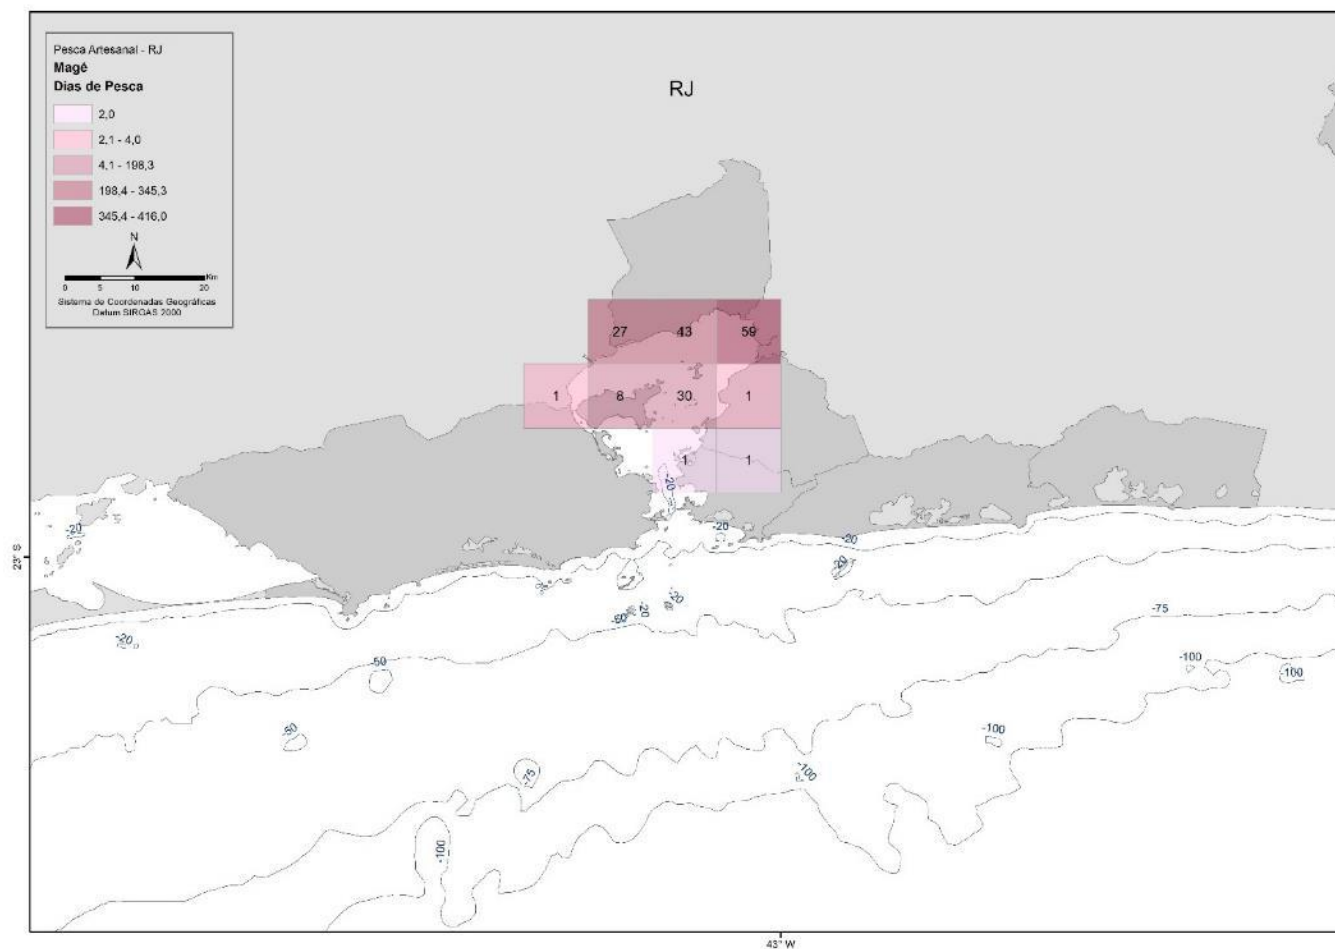 Pesca Artesanal - RJ
Magé
Dias de Pesca
2,0
2,1 - 4,0
4,1 - 198,3
198,4 - 345,3
345,4 - 416,0
N
Km
0 5 10 20
Sistema de Coordenadas Geográficas
Datum SIRGAS 2000
RJ
27 43 59
1 8 30 1
1 1
-20
-20
-20
-20
-20
23° S
-20
-20
-50
-75
-20
-50
-100
-100
-50
-100
-75
-100
-100
43° W